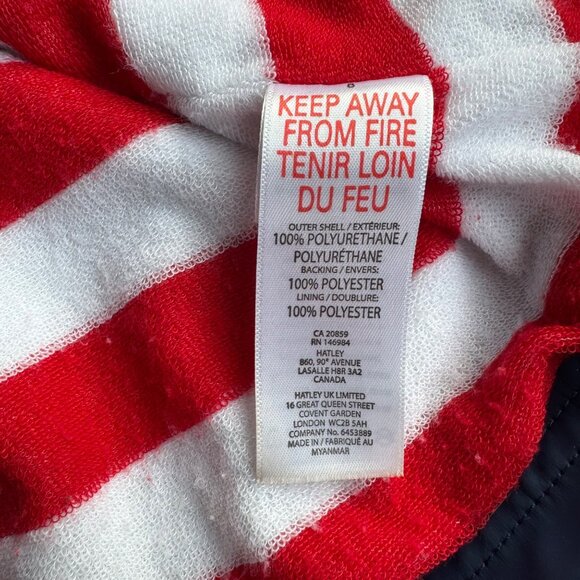 KEEP AWAY
FROM FIRE
TENIR LOIN
DU FEU
OUTER SHELL / EXTÉRIEUR:
100% POLYURETHANE /
POLYURÉTHANE
BACKING / ENVERS:
100% POLYESTER
LINING / DOUBLURE:
100% POLYESTER
CA 20859
RN 146984
HATLEY
860, 90e AVENUE
LASALLE H8R 3A2
CANADA
HATLEY UK LIMITED
16 GREAT QUEEN STREET
COVENT GARDEN
LONDON WC2B 5AH
COMPANY No. 6453889
MADE IN / FABRIQUÉ AU
MYANMAR